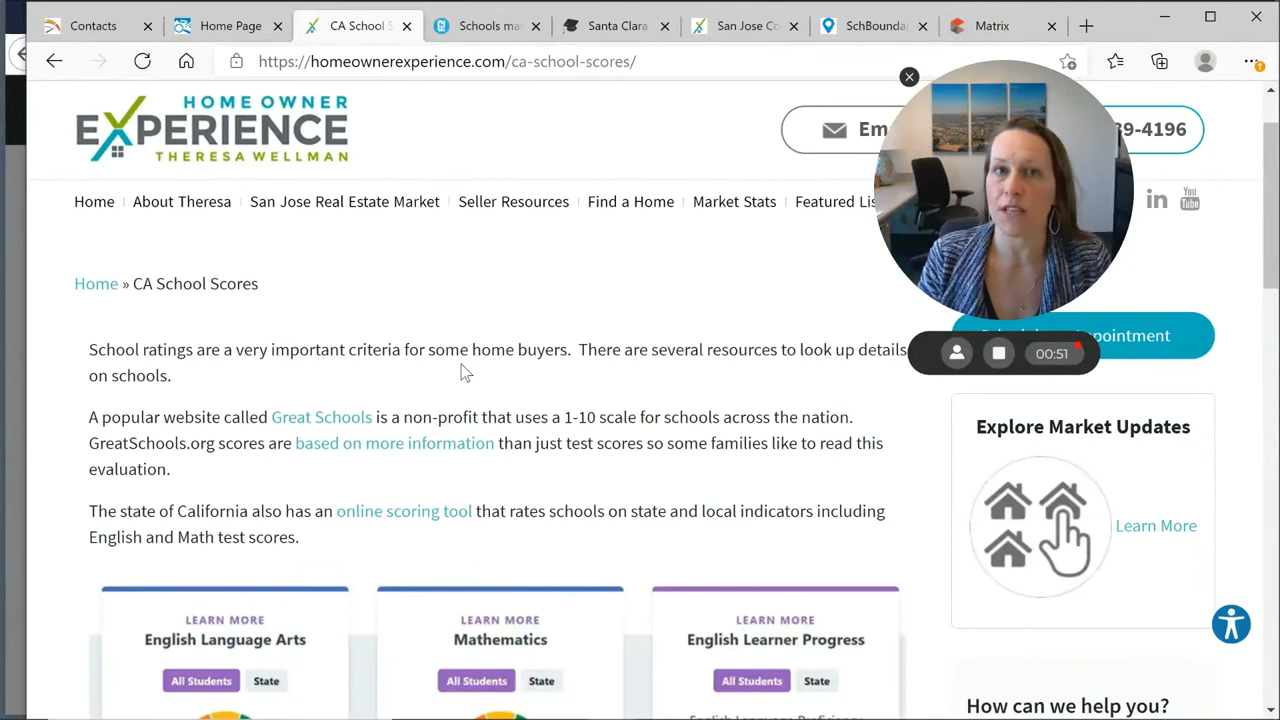 Contacts
Home Page
CA School S
Schools ma
Santa Clara
San Jose Co
SchBounda
Matrix
https://homeownerexperience.com/ca-school-scores/
HOME OWNER
EXPERIENCE
THERESA WELLMAN
Em
39-4196
Home
About Theresa
San Jose Real Estate Market
Seller Resources
Find a Home
Market Stats
Featured Lis
in
You
Tube
Home » CA School Scores
School ratings are a very important criteria for some home buyers. There are several resources to look up details
on schools.
A popular website called Great Schools is a non-profit that uses a 1-10 scale for schools across the nation.
GreatSchools.org scores are based on more information than just test scores so some families like to read this
evaluation.
The state of California also has an online scoring tool that rates schools on state and local indicators including
English and Math test scores.
ppointment
00:51
Explore Market Updates
Learn More
LEARN MORE
English Language Arts
All Students
State
LEARN MORE
Mathematics
All Students
State
LEARN MORE
English Learner Progress
All Students
State
How can we help you?